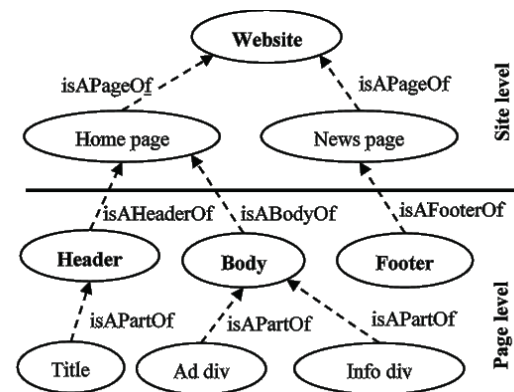 Website
isAPageOf
isAPageOf
Home page
News page
Site level
isAHeaderOf
isABodyOf
isAFooterOf
Header
Body
Footer
isAPartOf
isAPartOf
isAPartOf
Title
Ad div
Info div
Page level